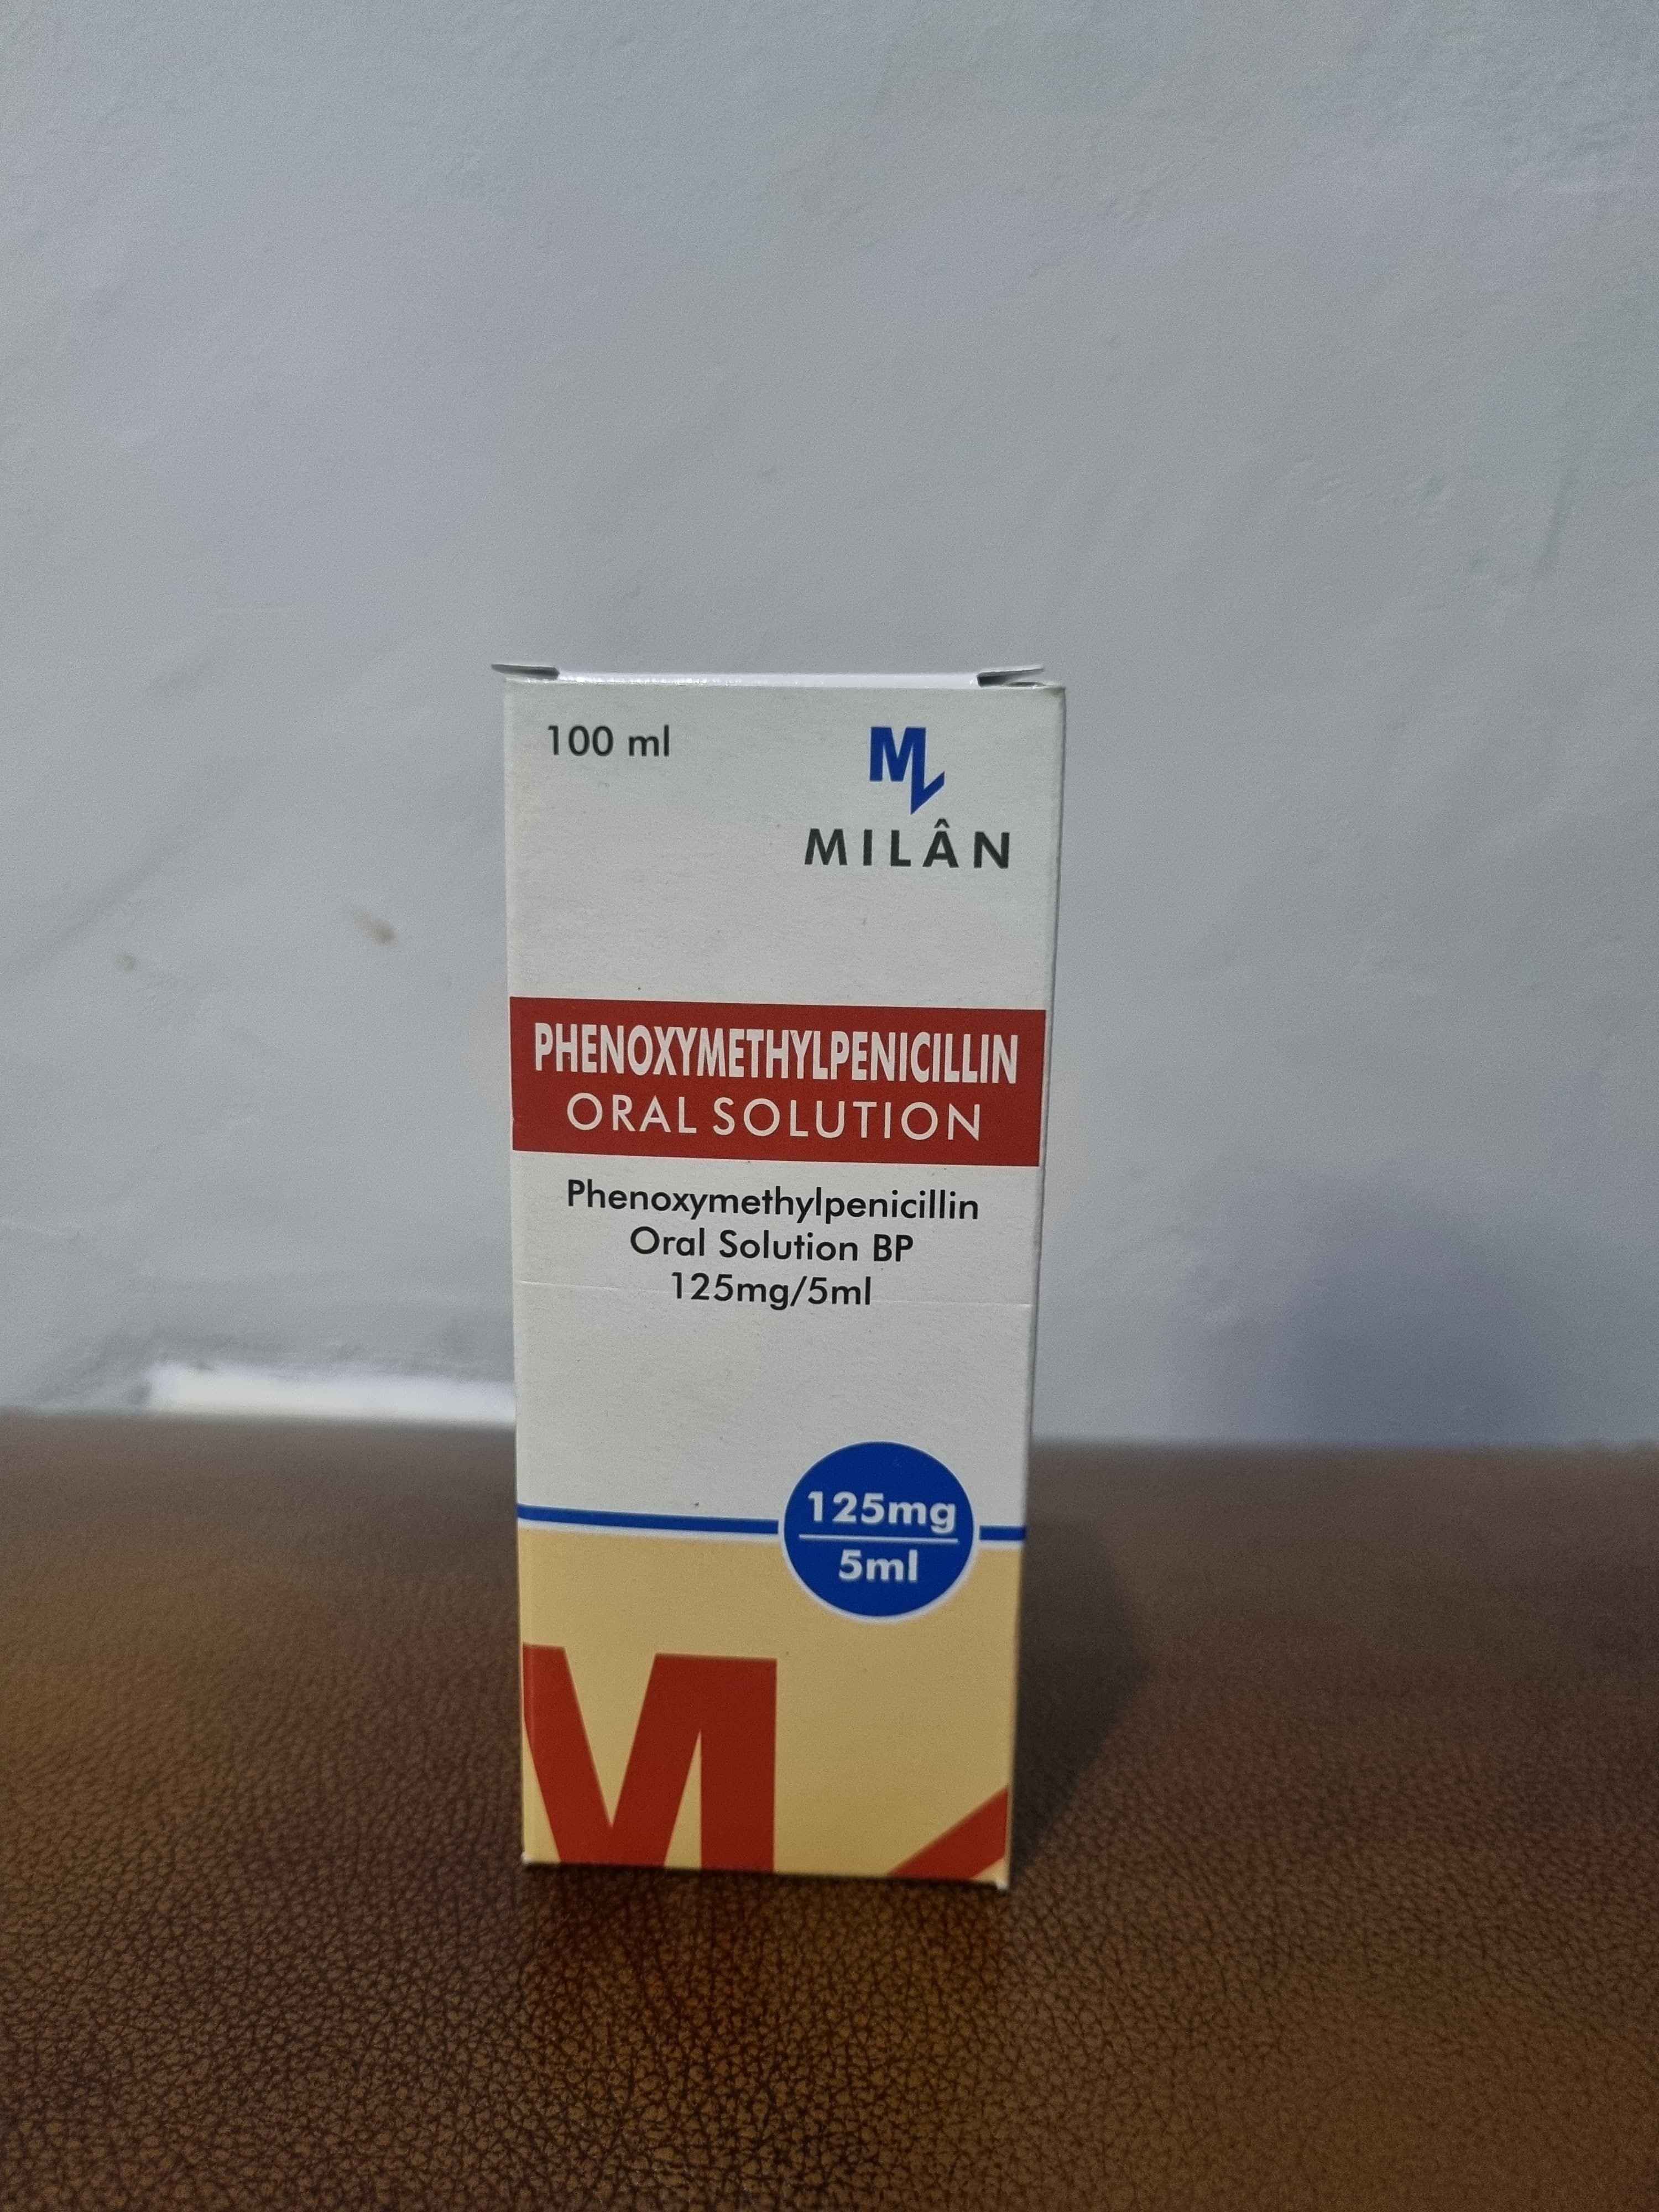 100 ml
MILÂN
PHENOXYMETHYLPENICILLIN
ORAL SOLUTION
Phenoxymethylpenicillin
Oral Solution BP
125mg/5ml
125mg
5ml